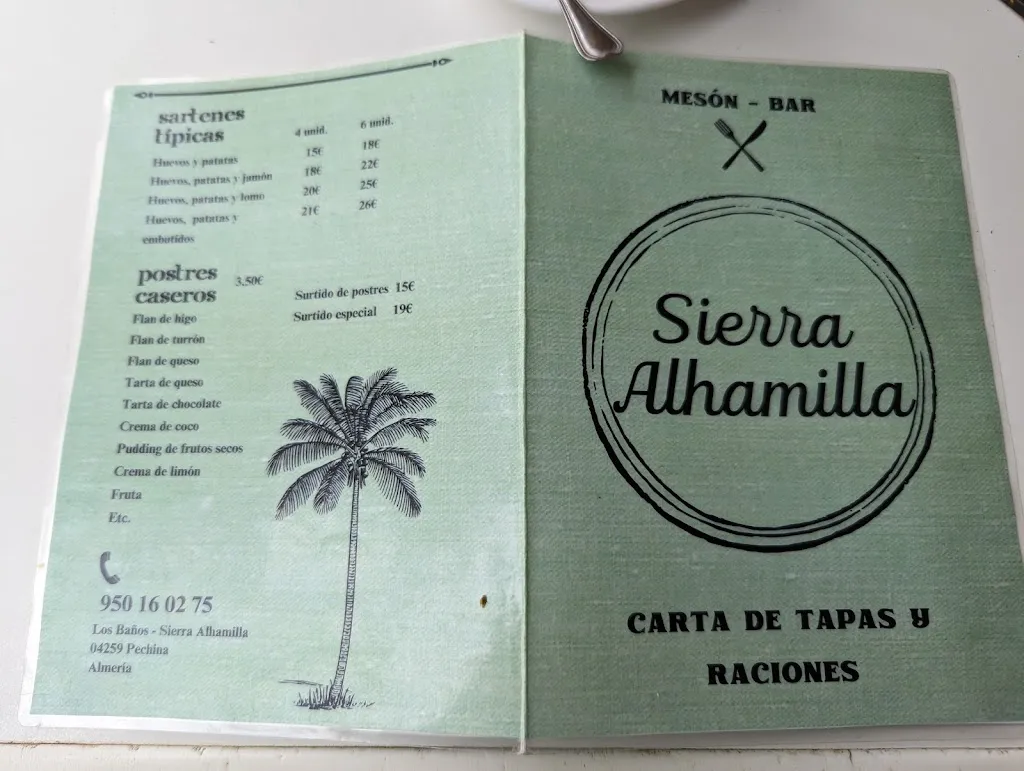 sartenes
típicas
4 unid. 6 unid.
Huevos y patatas 15€ 18€
Huevos, patatas y jamón 18€ 22€
Huevos, patatas y lomo 20€ 25€
Huevos, patatas y 21€ 26€
embutidos
postres
caseros 3,50€
Flan de higo
Flan de turrón
Flan de queso
Tarta de queso
Tarta de chocolate
Crema de coco
Pudding de frutos secos
Crema de limón
Fruta
Etc.
Surtido de postres 15€
Surtido especial 19€
950 16 02 75
Los Baños - Sierra Alhamilla
04259 Pechina
Almería
MESÓN - BAR
Sierra
Alhamilla
CARTA DE TAPAS Y
RACIONES